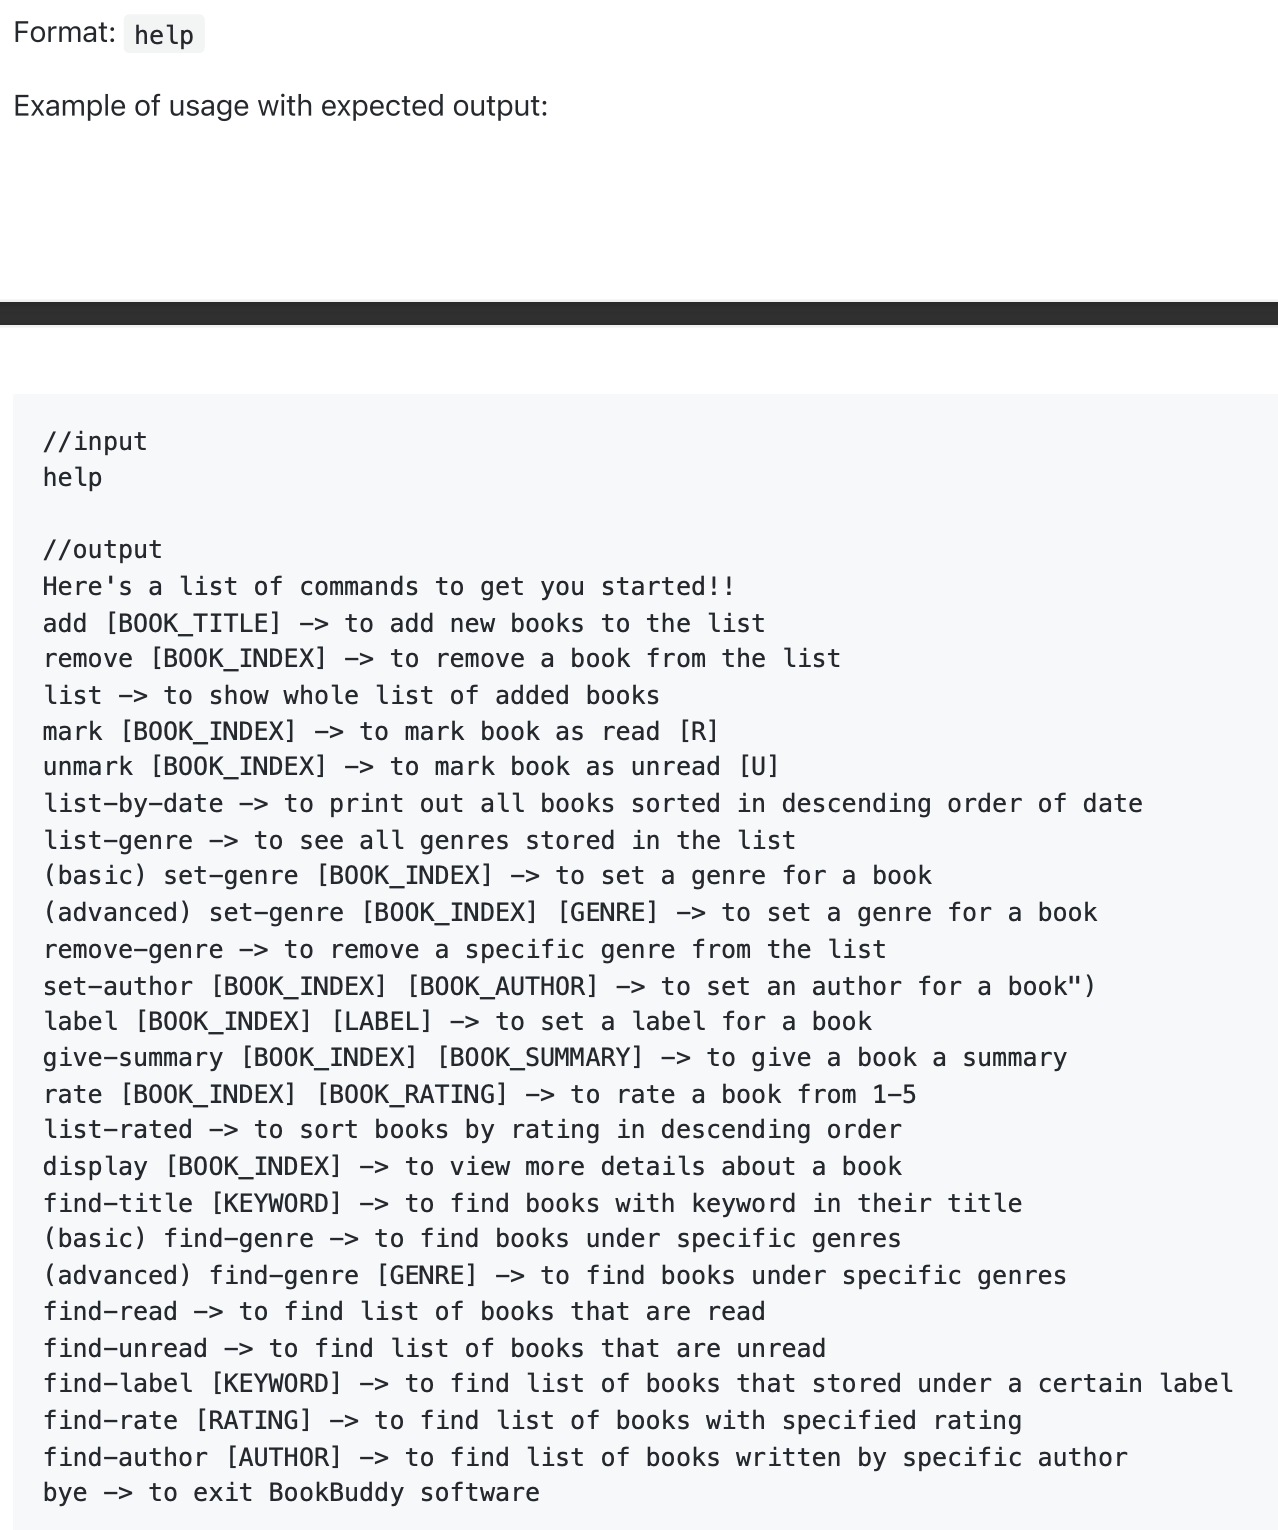 Format: help
Example of usage with expected output:
//input
help
//output
Here's a list of commands to get you started!!
add [BOOK_TITLE] -> to add new books to the list
remove [BOOK_INDEX] -> to remove a book from the list
list -> to show whole list of added books
mark [BOOK_INDEX] -> to mark book as read [R]
unmark [BOOK_INDEX] -> to mark book as unread [U]
list-by-date -> to print out all books sorted in descending order of date
list-genre -> to see all genres stored in the list
(basic) set-genre [BOOK_INDEX] -> to set a genre for a book
(advanced) set-genre [BOOK_INDEX] [GENRE] -> to set a genre for a book
remove-genre -> to remove a specific genre from the list
set-author [BOOK_INDEX] [BOOK_AUTHOR] -> to set an author for a book")
label [BOOK_INDEX] [LABEL] -> to set a label for a book
give-summary [BOOK_INDEX] [BOOK_SUMMARY] -> to give a book a summary
rate [BOOK_INDEX] [BOOK_RATING] -> to rate a book from 1-5
list-rated -> to sort books by rating in descending order
display [BOOK_INDEX] -> to view more details about a book
find-title [KEYWORD] -> to find books with keyword in their title
(basic) find-genre -> to find books under specific genres
(advanced) find-genre [GENRE] -> to find books under specific genres
find-read -> to find list of books that are read
find-unread -> to find list of books that are unread
find-label [KEYWORD] -> to find list of books that stored under a certain label
find-rate [RATING] -> to find list of books with specified rating
find-author [AUTHOR] -> to find list of books written by specific author
bye -> to exit BookBuddy software